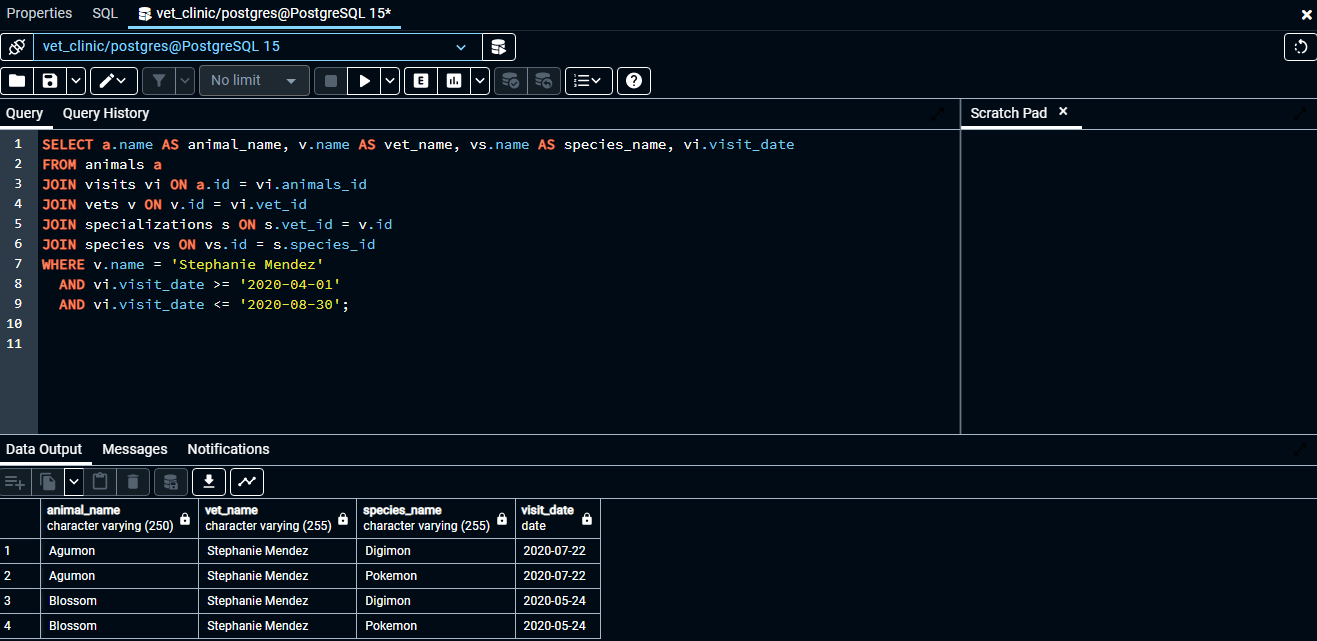 Properties SQL vet_clinic/postgres@PostgreSQL 15*
vet_clinic/postgres@PostgreSQL 15
No limit E
Query Query History
Scratch Pad
1 SELECT a.name AS animal_name, v.name AS vet_name, vs.name AS species_name, vi.visit_date
2 FROM animals a
3 JOIN visits vi ON a.id = vi.animals_id
4 JOIN vets v ON v.id = vi.vet_id
5 JOIN specializations s ON s.vet_id = v.id
6 JOIN species vs ON vs.id = s.species_id
7 WHERE v.name = 'Stephanie Mendez'
8 AND vi.visit_date >= '2020-04-01'
9 AND vi.visit_date <= '2020-08-30';
10
11
Data Output Messages Notifications
animal_name vet_name species_name visit_date
character varying (250) character varying (255) character varying (255) date
1 Agumon Stephanie Mendez Digimon 2020-07-22
2 Agumon Stephanie Mendez Pokemon 2020-07-22
3 Blossom Stephanie Mendez Digimon 2020-05-24
4 Blossom Stephanie Mendez Pokemon 2020-05-24